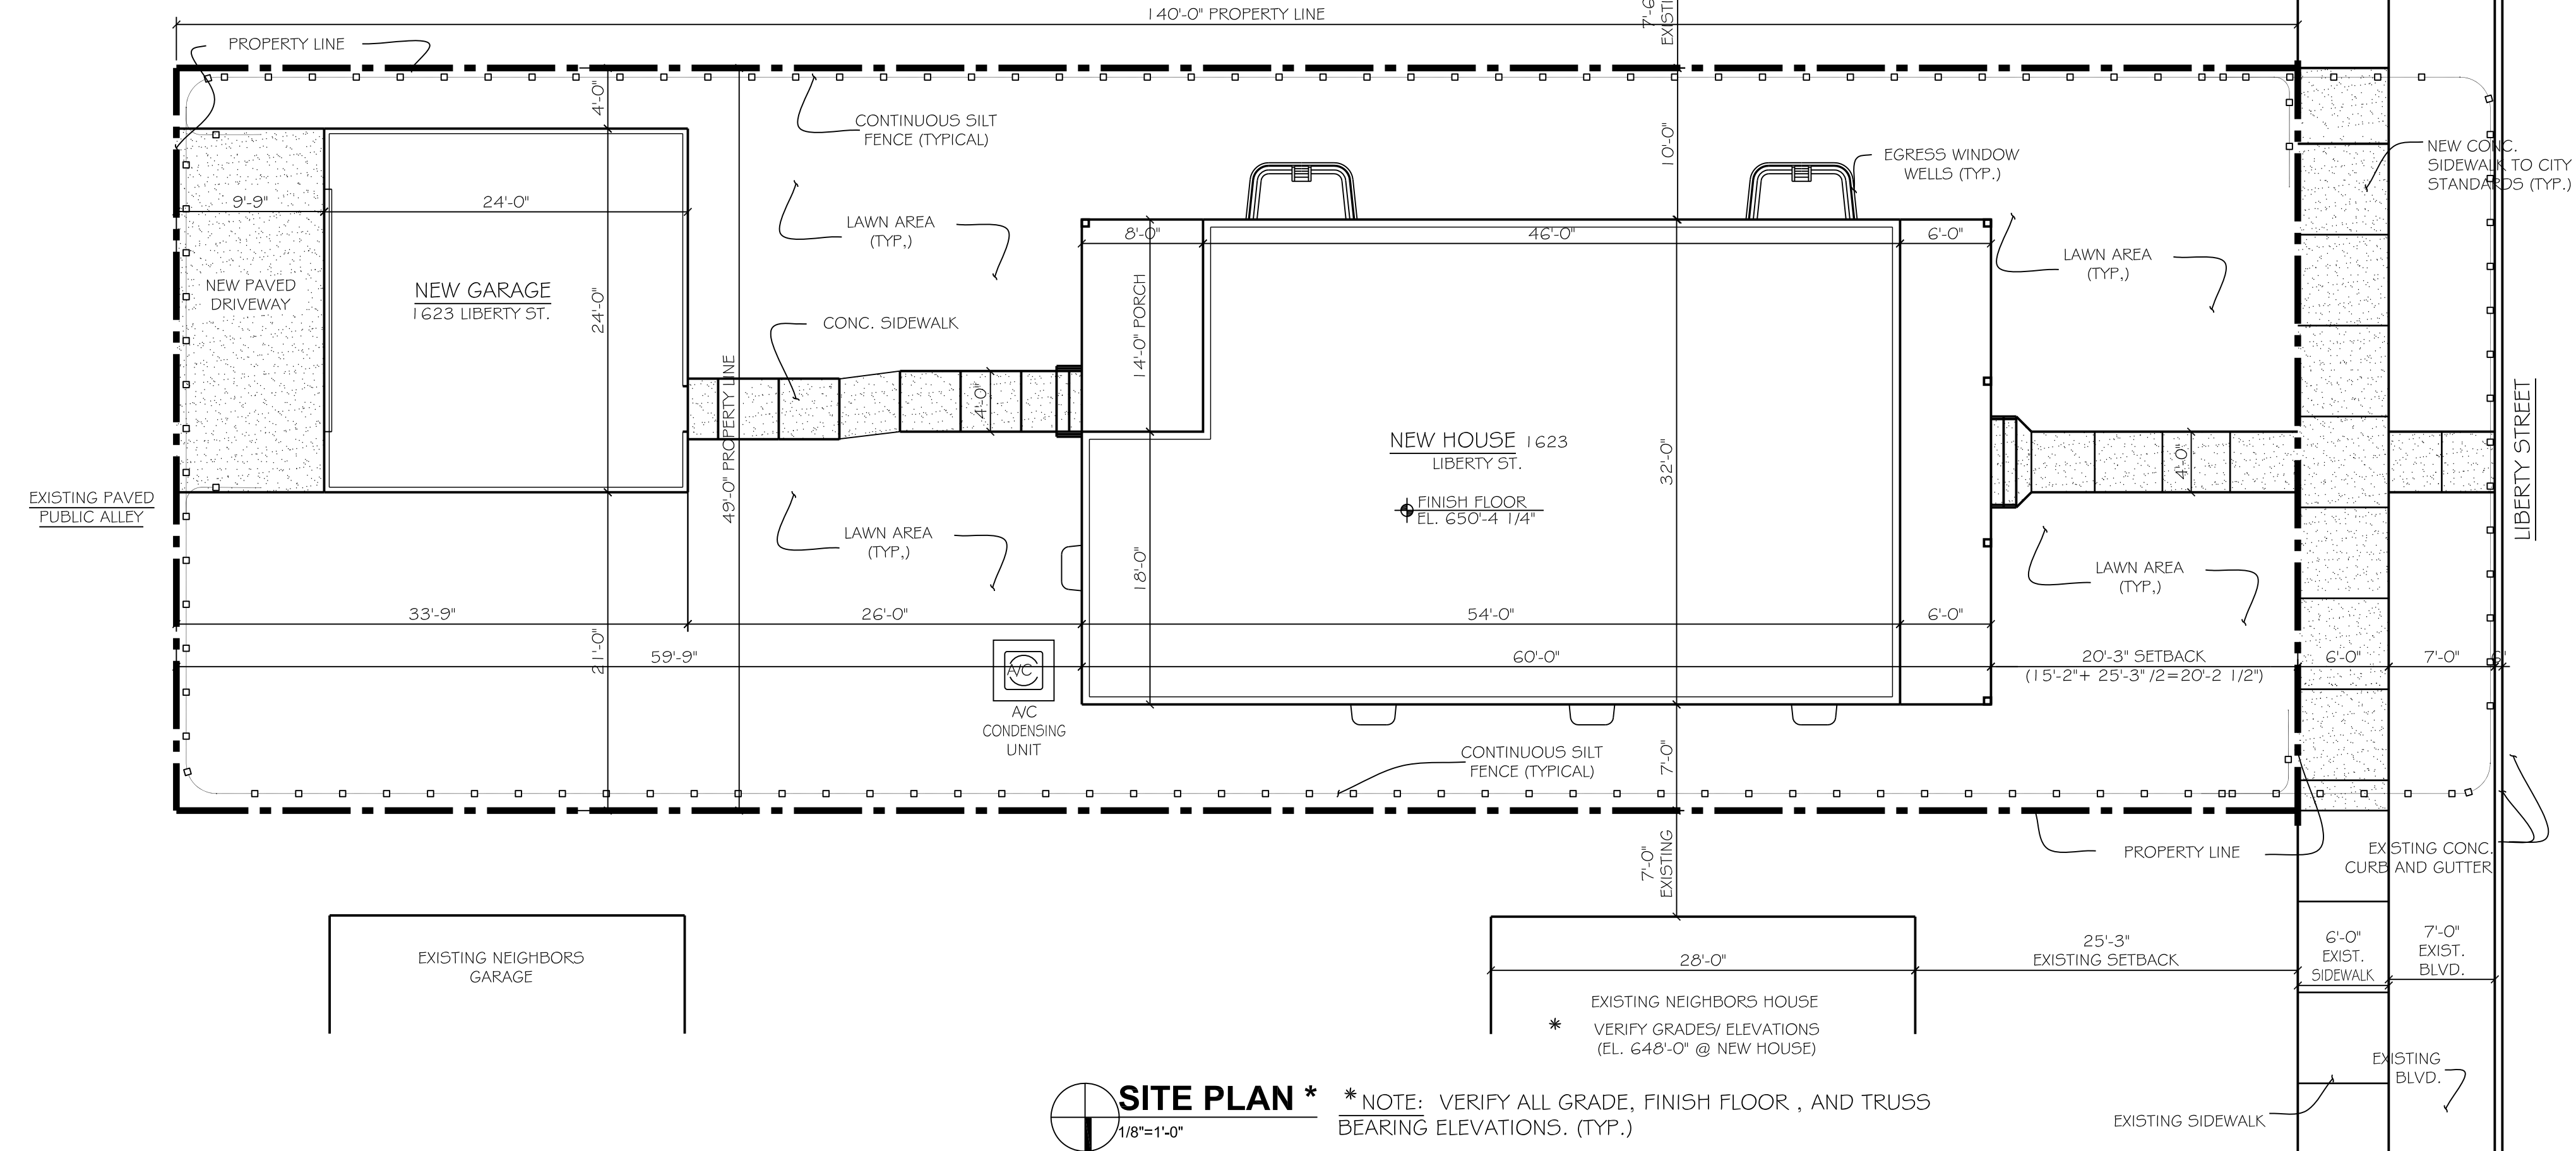 140'-0" PROPERTY LINE
PROPERTY LINE
4'-0"
CONTINUOUS SILT
FENCE (TYPICAL)
10'-0"
EGRESS WINDOW
WELLS (TYP.)
NEW CONC.
SIDEWALK TO CITY
STANDARDS (TYP.)
9'-9"
24'-0"
LAWN AREA
(TYP,)
8'-0"
46'-0"
6'-0"
LAWN AREA
(TYP,)
NEW PAVED
DRIVEWAY
NEW GARAGE
1623 LIBERTY ST.
24'-0"
CONC. SIDEWALK
14'-0" PORCH
49'-0" PROPERTY LINE
4'-0"
NEW HOUSE 1623
LIBERTY ST.
32'-0"
4'-0"
LIBERTY STREET
EXISTING PAVED
PUBLIC ALLEY
FINISH FLOOR
EL. 650'-4 1/4"
LAWN AREA
(TYP,)
18'-0"
LAWN AREA
(TYP,)
33'-9"
26'-0"
54'-0"
6'-0"
21'-0"
59'-9"
60'-0"
20'-3" SETBACK
(15'-2"+ 25'-3" /2=20'-2 1/2")
6'-0"
7'-0"
A/C
A/C
CONDENSING
UNIT
CONTINUOUS SILT
FENCE (TYPICAL)
7'-0"
7'-0"
EXISTING
PROPERTY LINE
EXISTING CONC.
CURB AND GUTTER
EXISTING NEIGHBORS
GARAGE
28'-0"
25'-3"
EXISTING SETBACK
6'-0"
EXIST.
SIDEWALK
7'-0"
EXIST.
BLVD.
EXISTING NEIGHBORS HOUSE
* VERIFY GRADES/ ELEVATIONS
(EL. 648'-0" @ NEW HOUSE)
EXISTING
BLVD.
EXISTING SIDEWALK
SITE PLAN *
1/8"=1'-0"
*NOTE: VERIFY ALL GRADE, FINISH FLOOR , AND TRUSS
BEARING ELEVATIONS. (TYP.)